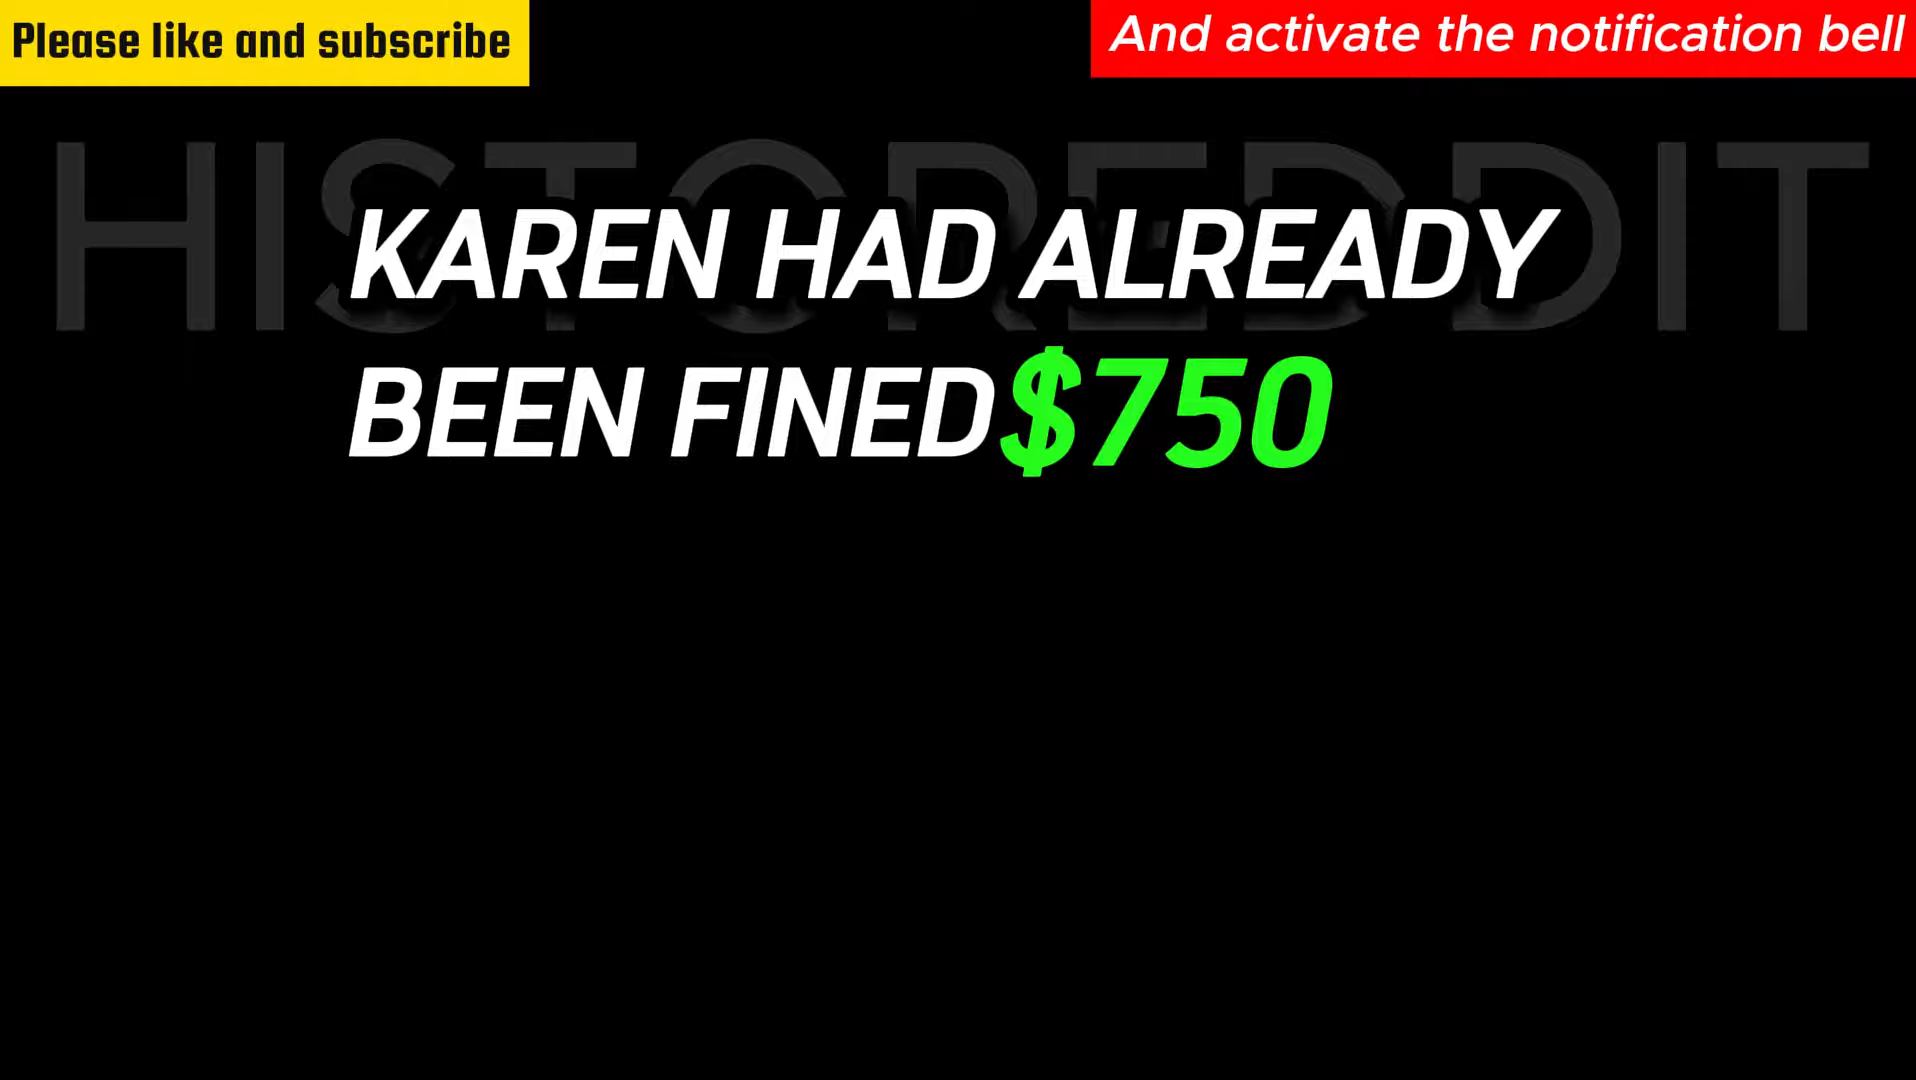 Please like and subscribe
And activate the notification bell
HISTOREDDIT
KAREN HAD ALREADY
BEEN FINED $750